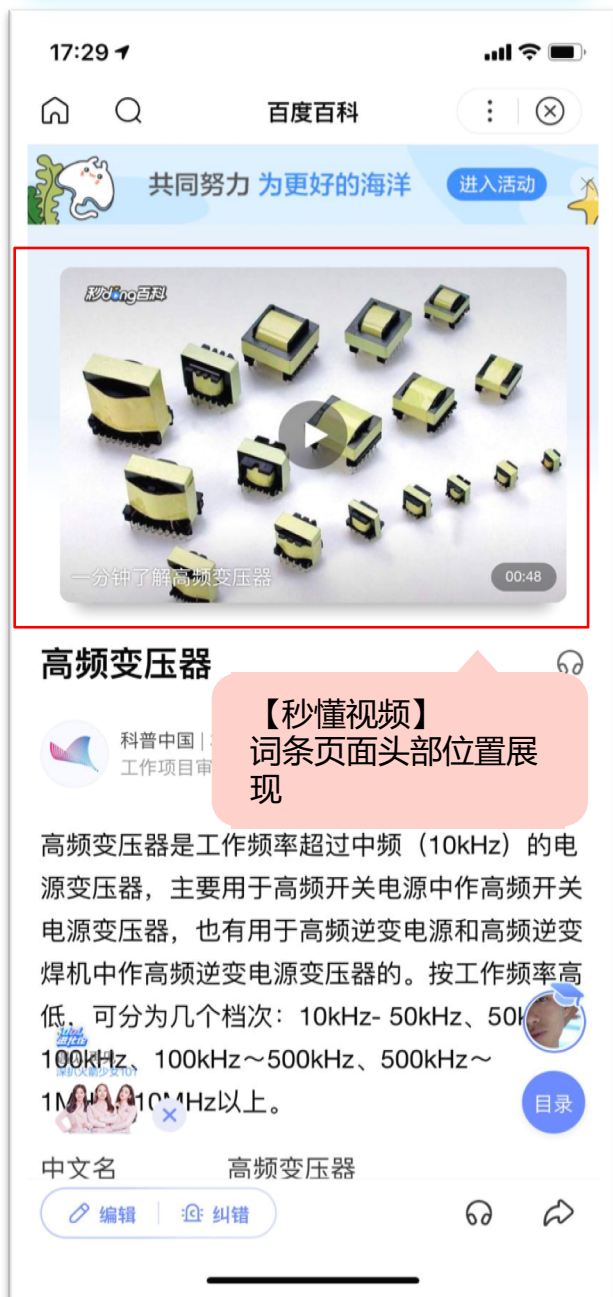 17:29
百度百科
共同努力 为更好的海洋
进入活动
秒dong百科
一分钟了解高频变压器
00:48
高频变压器
【秒懂视频】
词条页面头部位置展
现
科普中国 |
工作项目审
高频变压器是工作频率超过中频（10kHz）的电
源变压器，主要用于高频开关电源中作高频开关
电源变压器，也有用于高频逆变电源和高频逆变
焊机中作高频逆变电源变压器的。按工作频率高
低，可分为几个档次：10kHz- 50kHz、50k
100kHz、100kHz～500kHz、500kHz～
10MHz以上。
目录
中文名 高频变压器
编辑 纠错